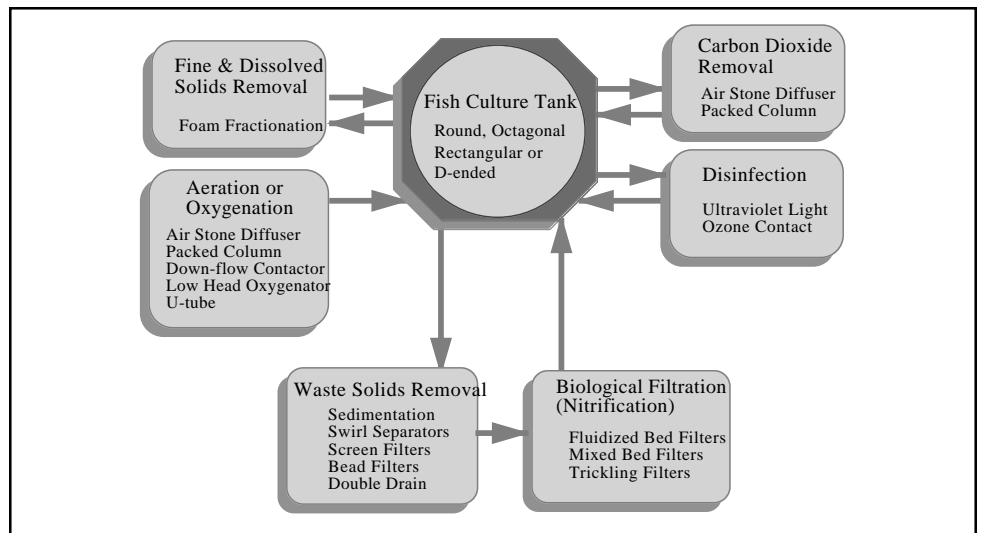 Fine & Dissolved
Solids Removal
Foam Fractionation
Aeration or
Oxygenation
Air Stone Diffuser
Packed Column
Down-flow Contactor
Low Head Oxygenator
U-tube
Fish Culture Tank
Round, Octagonal
Rectangular or
D-ended
Carbon Dioxide
Removal
Air Stone Diffuser
Packed Column
Disinfection
Ultraviolet Light
Ozone Contact
Waste Solids Removal
Sedimentation
Swirl Separators
Screen Filters
Bead Filters
Double Drain
Biological Filtration
(Nitrification)
Fluidized Bed Filters
Mixed Bed Filters
Trickling Filters